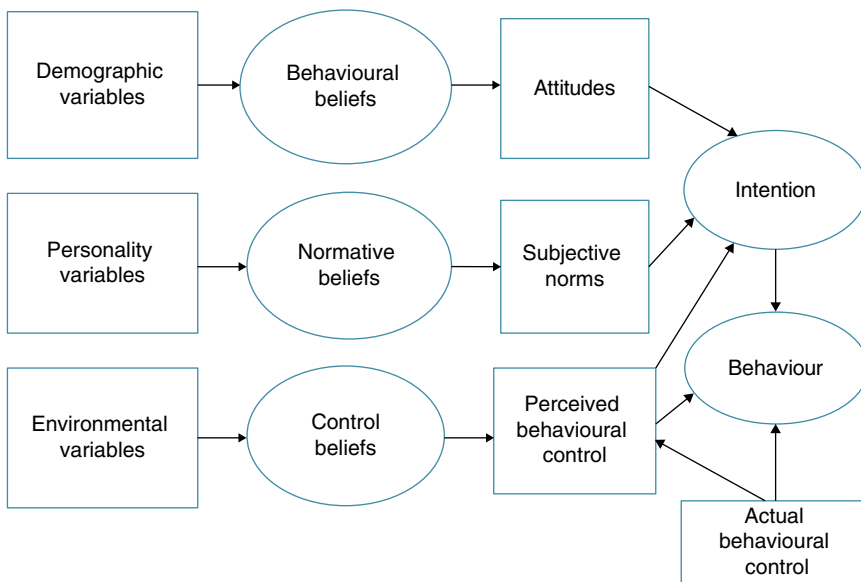 Demographic
variables
Behavioural
beliefs
Attitudes
Intention
Personality
variables
Normative
beliefs
Subjective
norms
Behaviour
Environmental
variables
Control
beliefs
Perceived
behavioural
control
Actual
behavioural
control